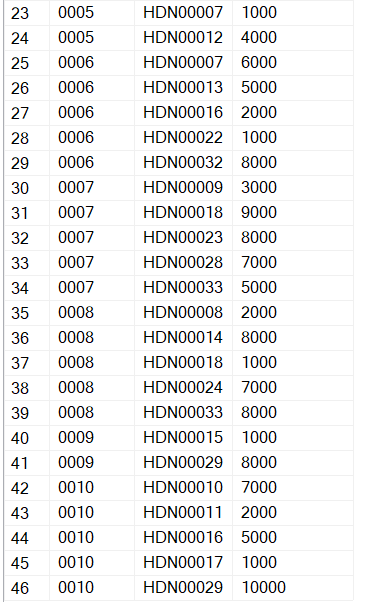 23 0005 HDN00007 1000
24 0005 HDN00012 4000
25 0006 HDN00007 6000
26 0006 HDN00013 5000
27 0006 HDN00016 2000
28 0006 HDN00022 1000
29 0006 HDN00032 8000
30 0007 HDN00009 3000
31 0007 HDN00018 9000
32 0007 HDN00023 8000
33 0007 HDN00028 7000
34 0007 HDN00033 5000
35 0008 HDN00008 2000
36 0008 HDN00014 8000
37 0008 HDN00018 1000
38 0008 HDN00024 7000
39 0008 HDN00033 8000
40 0009 HDN00015 1000
41 0009 HDN00029 8000
42 0010 HDN00010 7000
43 0010 HDN00011 2000
44 0010 HDN00016 5000
45 0010 HDN00017 1000
46 0010 HDN00029 10000